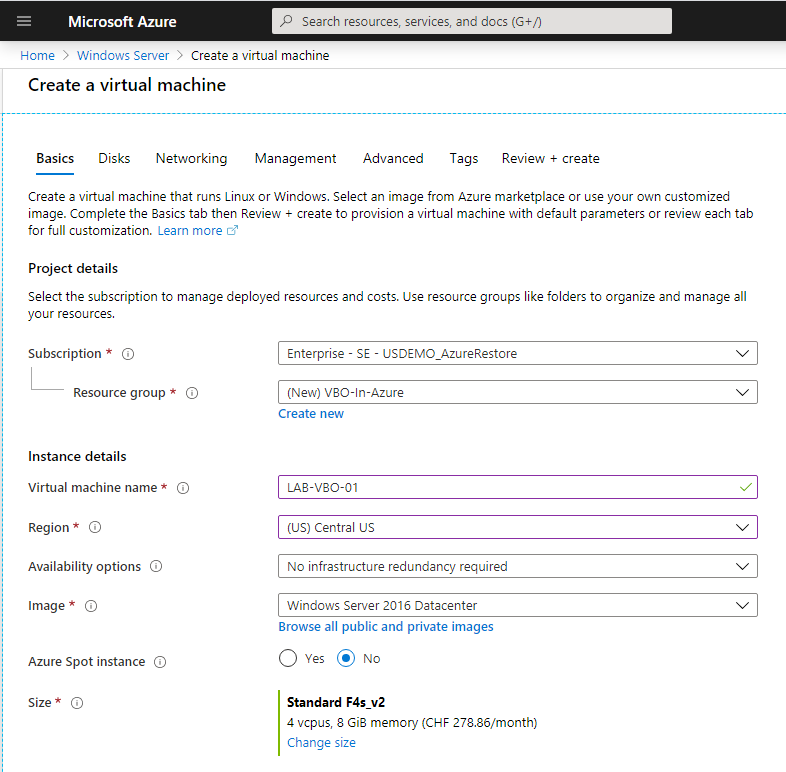 Microsoft Azure
Search resources, services, and docs (G+/)
Home > Windows Server > Create a virtual machine
Create a virtual machine
Basics Disks Networking Management Advanced Tags Review + create
Create a virtual machine that runs Linux or Windows. Select an image from Azure marketplace or use your own customized
image. Complete the Basics tab then Review + create to provision a virtual machine with default parameters or review each tab
for full customization. Learn more
Project details
Select the subscription to manage deployed resources and costs. Use resource groups like folders to organize and manage all
your resources.
Subscription * Enterprise - SE - USDEMO_AzureRestore
Resource group * (New) VBO-In-Azure
Create new
Instance details
Virtual machine name * LAB-VBO-01
Region * (US) Central US
Availability options No infrastructure redundancy required
Image * Windows Server 2016 Datacenter
Browse all public and private images
Azure Spot instance Yes No
Size * Standard F4s_v2
4 vcpus, 8 GiB memory (CHF 278.86/month)
Change size